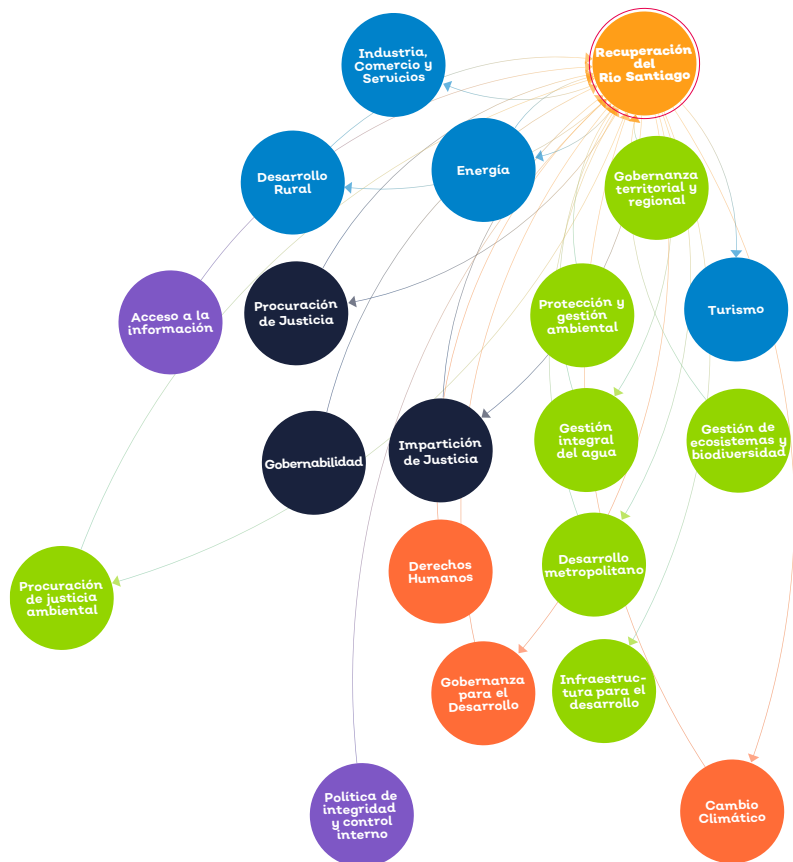 Recuperación
del
Rio Santiago
Industria,
Comercio y
Servicios
Desarrollo
Rural
Energía
Gobernanza
territorial y
regional
Acceso a la
información
Procuración
de Justicia
Protección y
gestión
ambiental
Turismo
Gobernabilidad
Impartición
de Justicia
Gestión
integral
del agua
Gestión de
ecosistemas y
biodiversidad
Procuración
de justicia
ambiental
Derechos
Humanos
Desarrollo
metropolitano
Gobernanza
para el
Desarrollo
Infraestruc-
tura para el
desarrollo
Política de
integridad
y control
interno
Cambio
Climático